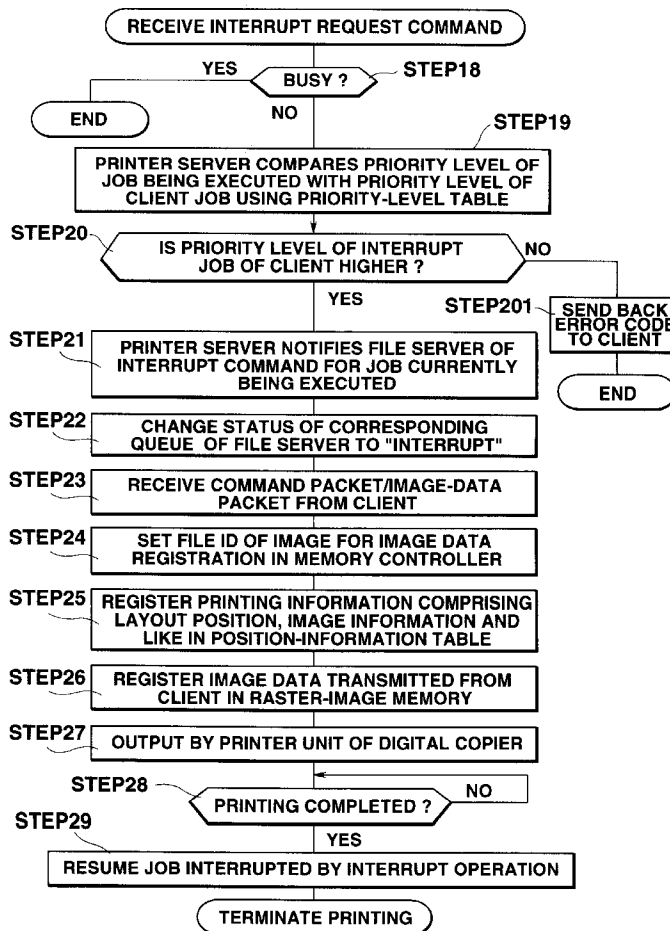 RECEIVE INTERRUPT REQUEST COMMAND
YES
BUSY ?
STEP18
END
NO
STEP19
PRINTER SERVER COMPARES PRIORITY LEVEL OF
JOB BEING EXECUTED WITH PRIORITY LEVEL OF
CLIENT JOB USING PRIORITY-LEVEL TABLE
STEP20
IS PRIORITY LEVEL OF INTERRUPT
JOB OF CLIENT HIGHER ?
NO
YES
STEP201
SEND BACK
ERROR CODE
TO CLIENT
END
STEP21
PRINTER SERVER NOTIFIES FILE SERVER OF
INTERRUPT COMMAND FOR JOB CURRENTLY
BEING EXECUTED
STEP22
CHANGE STATUS OF CORRESPONDING
QUEUE OF FILE SERVER TO "INTERRUPT"
STEP23
RECEIVE COMMAND PACKET/IMAGE-DATA
PACKET FROM CLIENT
STEP24
SET FILE ID OF IMAGE FOR IMAGE DATA
REGISTRATION IN MEMORY CONTROLLER
STEP25
REGISTER PRINTING INFORMATION COMPRISING
LAYOUT POSITION, IMAGE INFORMATION AND
LIKE IN POSITION-INFORMATION TABLE
STEP26
REGISTER IMAGE DATA TRANSMITTED FROM
CLIENT IN RASTER-IMAGE MEMORY
STEP27
OUTPUT BY PRINTER UNIT OF DIGITAL COPIER
STEP28
PRINTING COMPLETED ?
NO
STEP29
YES
RESUME JOB INTERRUPTED BY INTERRUPT OPERATION
TERMINATE PRINTING